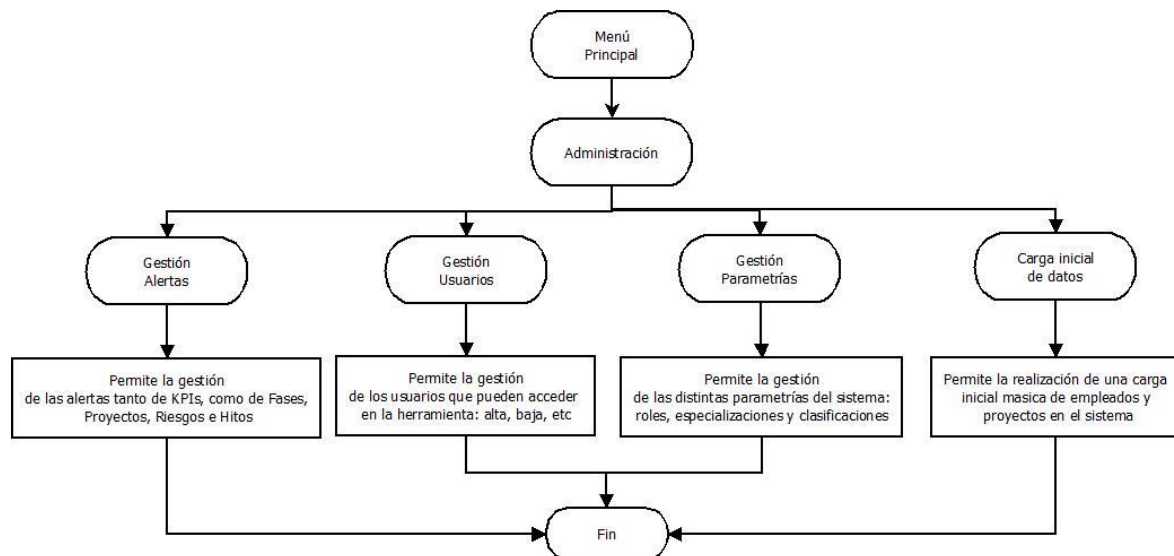 Menú
Principal
Administración
Gestión
Alertas
Gestión
Usuarios
Gestión
Parametrías
Carga inicial
de datos
Permite la gestión
de las alertas tanto de KPIs, como de Fases,
Proyectos, Riesgos e Hitos
Permite la gestión
de los usuarios que pueden acceder
en la herramienta: alta, baja, etc
Permite la gestión
de las distintas parametrías del sistema:
roles, especializaciones y clasificaciones
Permite la realización de una carga
inicial masica de empleados y
proyectos en el sistema
Fin